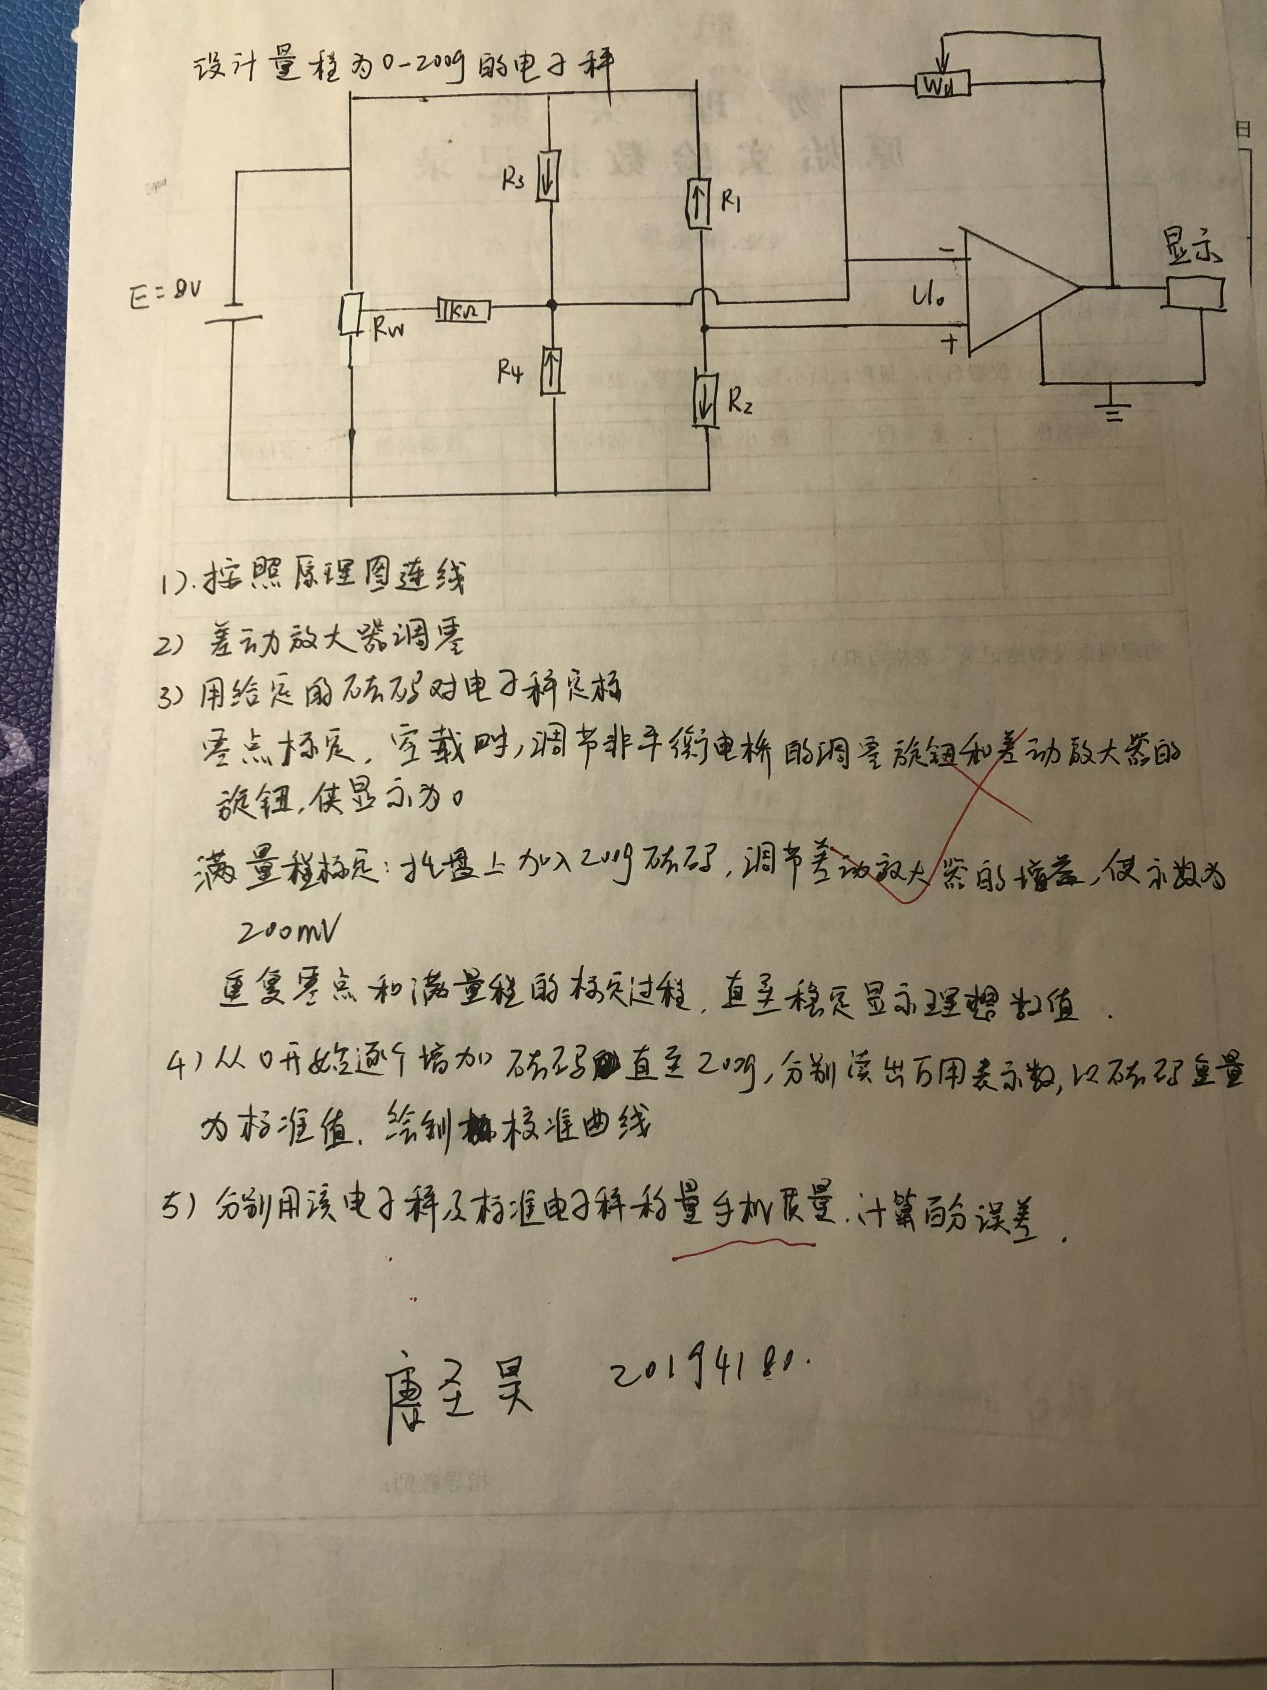 设计量程为0-200g的电子秤
Wd
R3
R1
显示
E=8V
Rw
1kΩ
U0
-
+
R4
R2
1).按照原理图连线
2) 差动放大器调零
3) 用给定的砝码对电子秤定标
零点标定,空载时,调节非平衡电桥的调零旋钮和差动放大器的
旋钮,使显示为0
满量程标定:托盘上加入200g砝码,调节差动放大器的增益,使示数为
200mV
重复零点和满量程的标定过程,直至稳定显示理想数值.
4) 从0开始逐个增加砝码直至200g,分别读出万用表示数,以砝码重量
为标准值,绘制校准曲线
5) 分别用该电子秤及标准电子秤称量手机质量,计算百分误差.
唐圣昊 20194180.
指导教师: